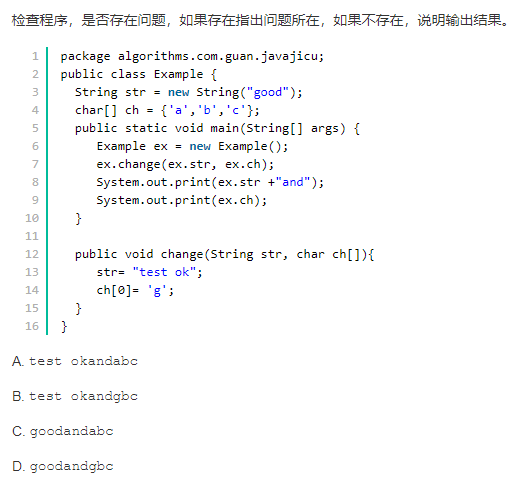 检查程序，是否存在问题，如果存在指出问题所在，如果不存在，说明输出结果。
1 package algorithms.com.guan.javajicu;
2 public class Example {
3   String str = new String("good");
4   char[] ch = {'a','b','c'};
5   public static void main(String[] args) {
6      Example ex = new Example();
7      ex.change(ex.str, ex.ch);
8      System.out.print(ex.str +"and");
9      System.out.print(ex.ch);
10   }
11
12   public void change(String str, char ch[]){
13      str= "test ok";
14      ch[0]= 'g';
15   }
16 }
A. test okandabc
B. test okandgbc
C. goodandabc
D. goodandgbc